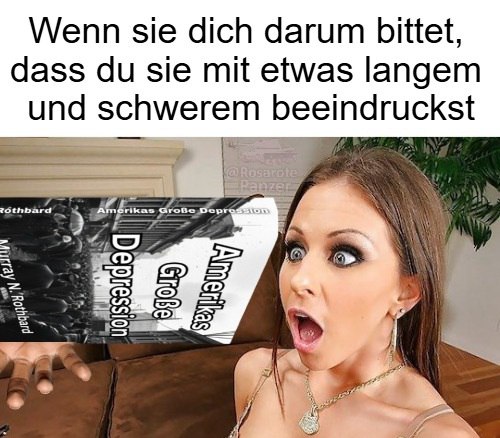 Wenn sie dich darum bittet,
dass du sie mit etwas langem
und schwerem beeindruckst
@Rosarote
Panzer
Rothbard
Amerikas Große Depression
Murray N. Rothbard
Amerikas
Große
Depression